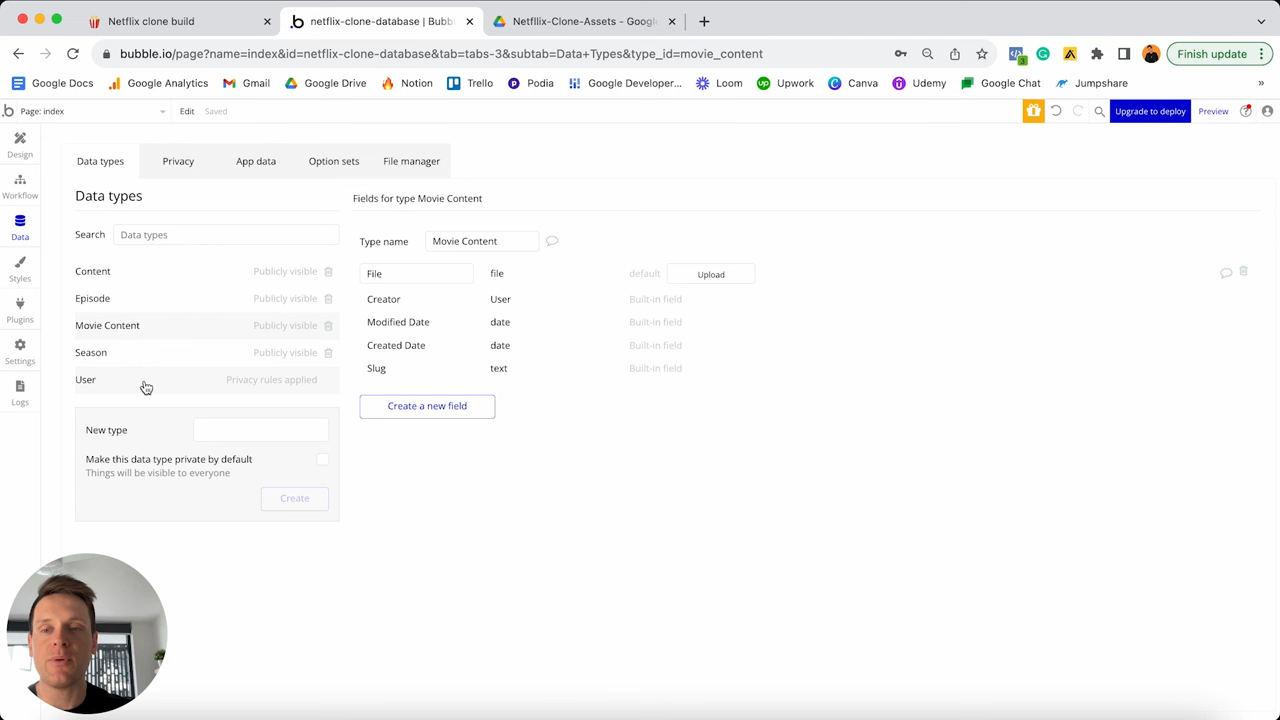 Netflix clone build
netflix-clone-database | Bubbl
Netfllix-Clone-Assets - Google
bubble.io/page?name=index&id=netflix-clone-database&tab=tabs-3&subtab=Data+Types&type_id=movie_content
Finish update
Google Docs
Google Analytics
Gmail
Google Drive
Notion
Trello
Podia
Google Developer...
Loom
Upwork
Canva
Udemy
Google Chat
Jumpshare
»
Page: index
Edit
Saved
Upgrade to deploy
Preview
Design
Workflow
Data
Styles
Plugins
Settings
Logs
Data types
Privacy
App data
Option sets
File manager
Data types
Search
Data types
Content Publicly visible
Episode Publicly visible
Movie Content Publicly visible
Season Publicly visible
User Privacy rules applied
New type
Make this data type private by default
Things will be visible to everyone
Create
Fields for type Movie Content
Type name Movie Content
File file default Upload
Creator User Built-in field
Modified Date date Built-in field
Created Date date Built-in field
Slug text Built-in field
Create a new field